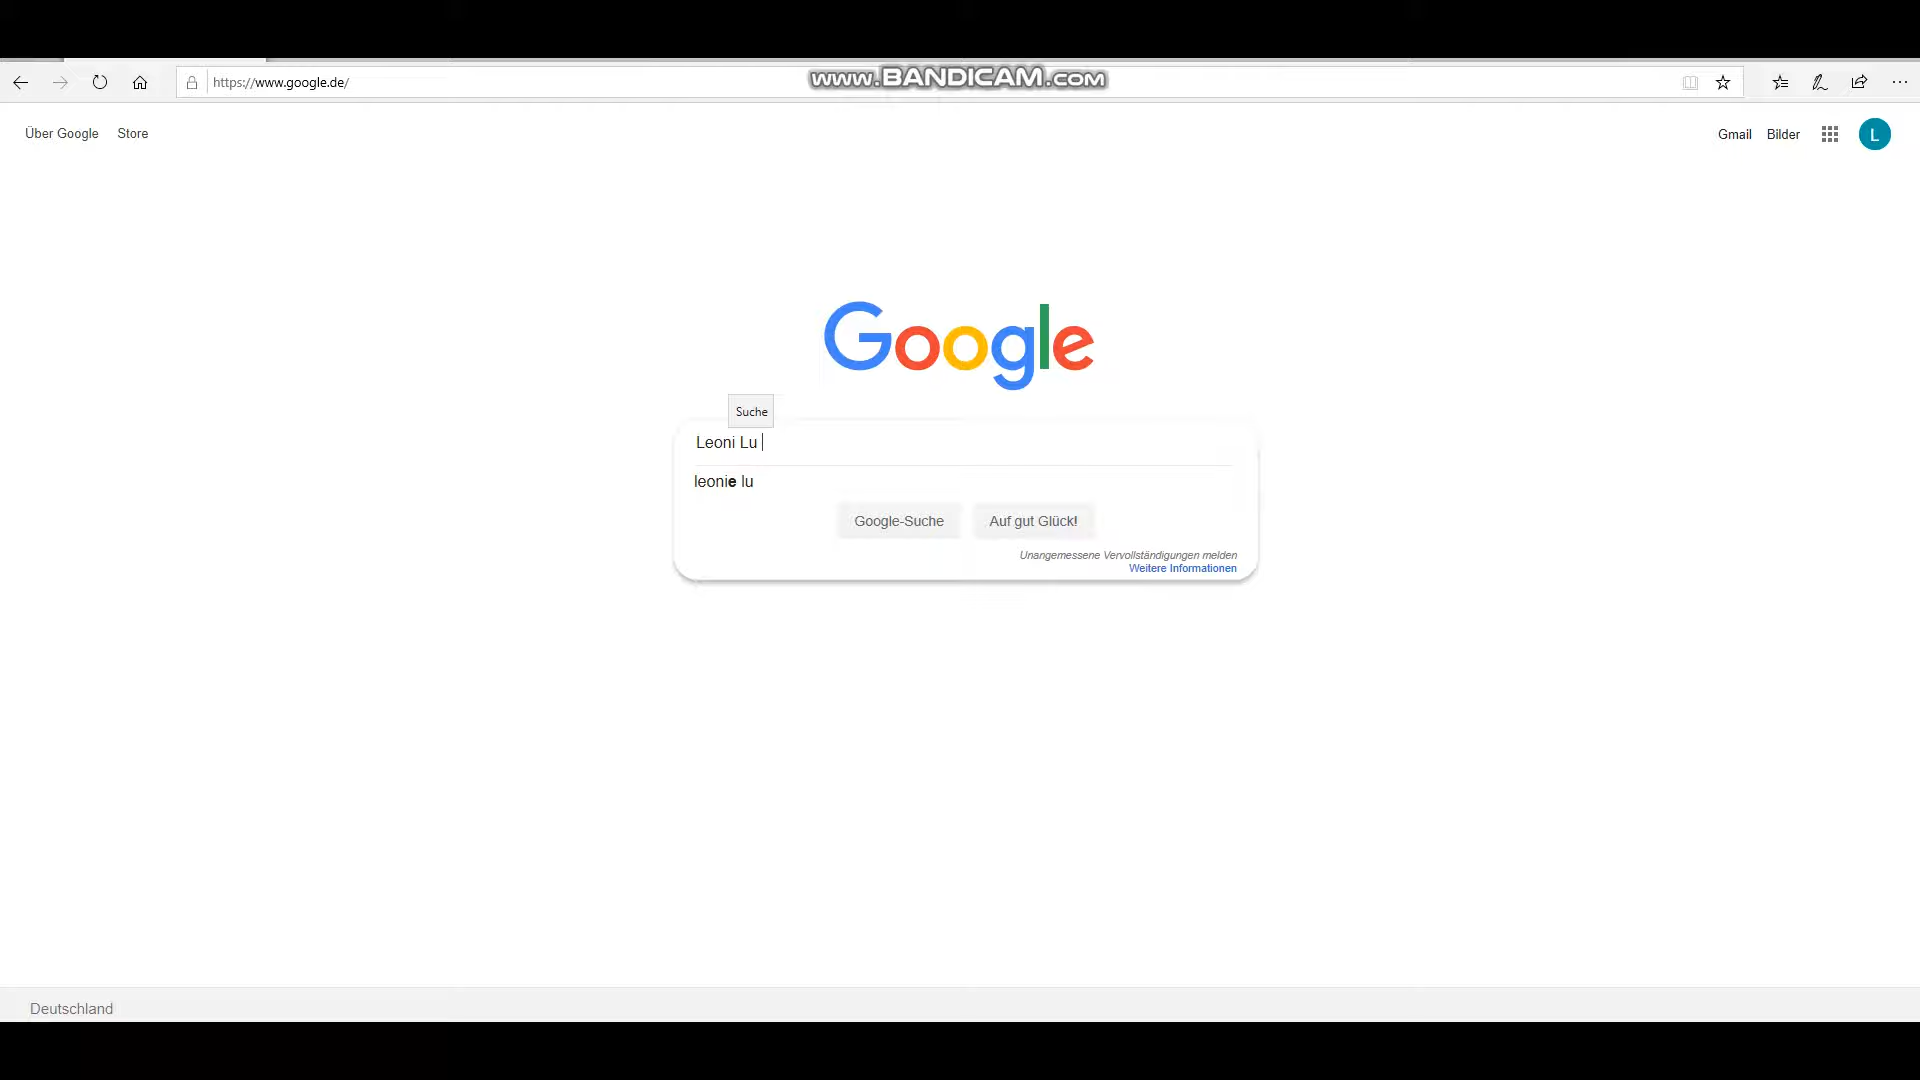 www.BANDICAM.com
https://www.google.de/
Über Google Store
Gmail Bilder L
Google
Suche
Leoni Lu
leonie lu
Google-Suche Auf gut Glück!
Unangemessene Vervollständigungen melden
Weitere Informationen
Deutschland